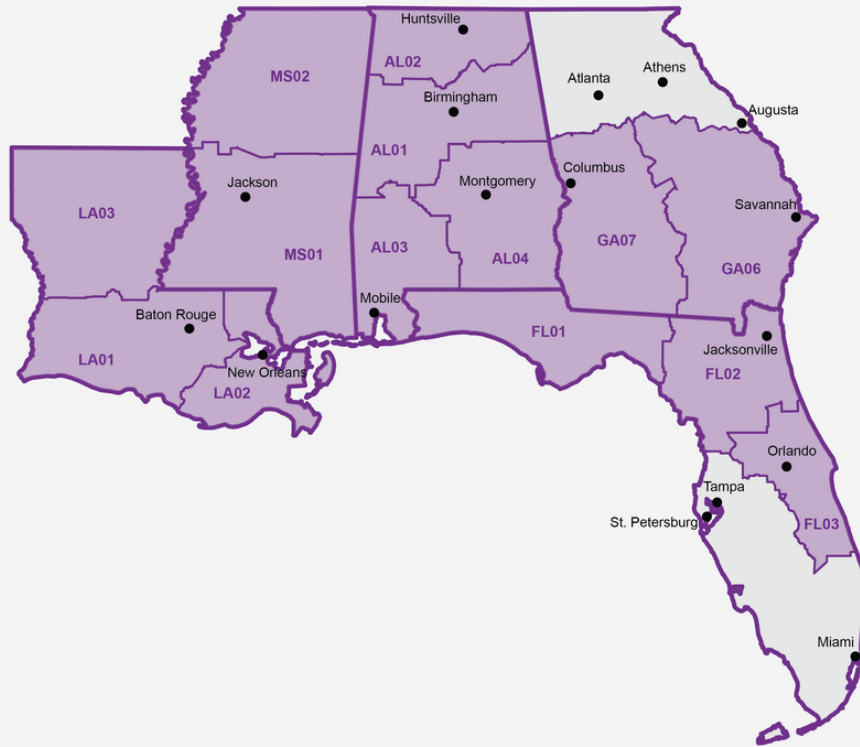 Huntsville
AL02
MS02
Atlanta
Athens
Birmingham
Augusta
AL01
Jackson
Montgomery
Columbus
Savannah
LA03
MS01
AL03
AL04
GA07
GA06
Mobile
Baton Rouge
FL01
Jacksonville
LA01
New Orleans
FL02
LA02
Orlando
Tampa
St. Petersburg
FL03
Miami